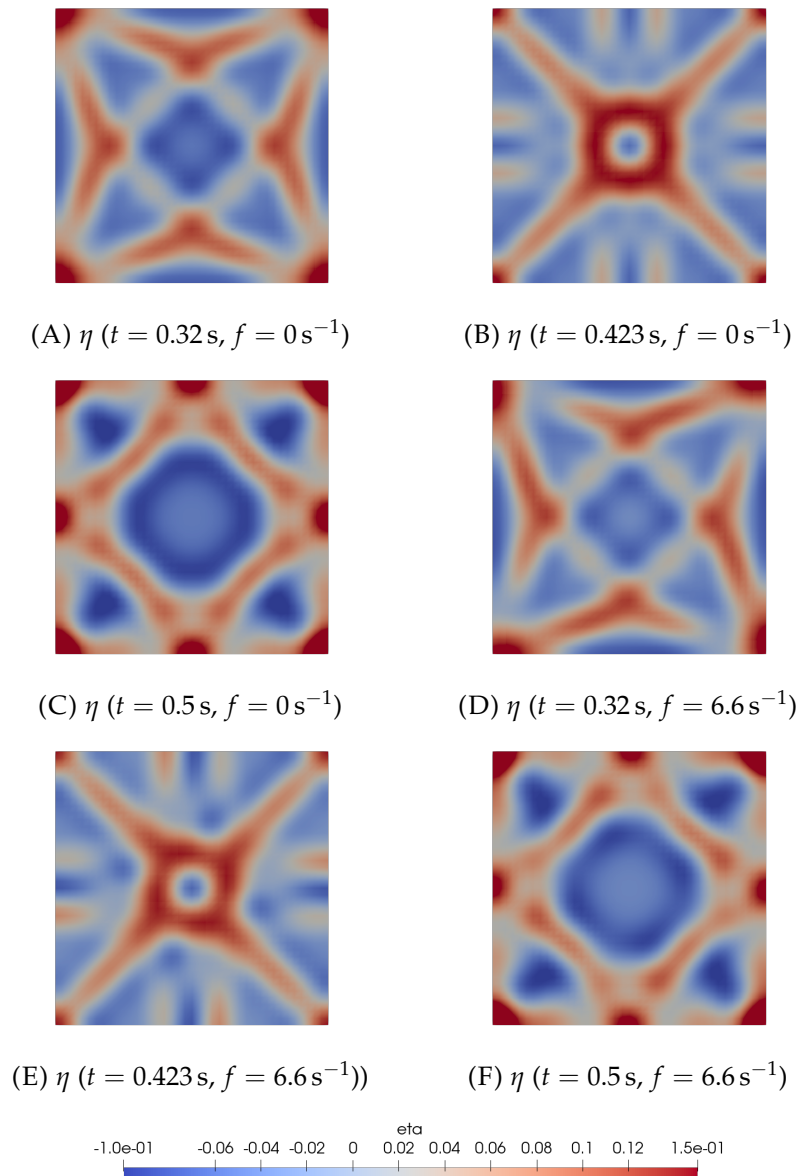 (A) η (t = 0.32 s, f = 0 s⁻¹)
(B) η (t = 0.423 s, f = 0 s⁻¹)
(C) η (t = 0.5 s, f = 0 s⁻¹)
(D) η (t = 0.32 s, f = 6.6 s⁻¹)
(E) η (t = 0.423 s, f = 6.6 s⁻¹))
(F) η (t = 0.5 s, f = 6.6 s⁻¹)
eta
-1.0e-01 -0.06 -0.04 -0.02 0 0.02 0.04 0.06 0.08 0.1 0.12 1.5e-01